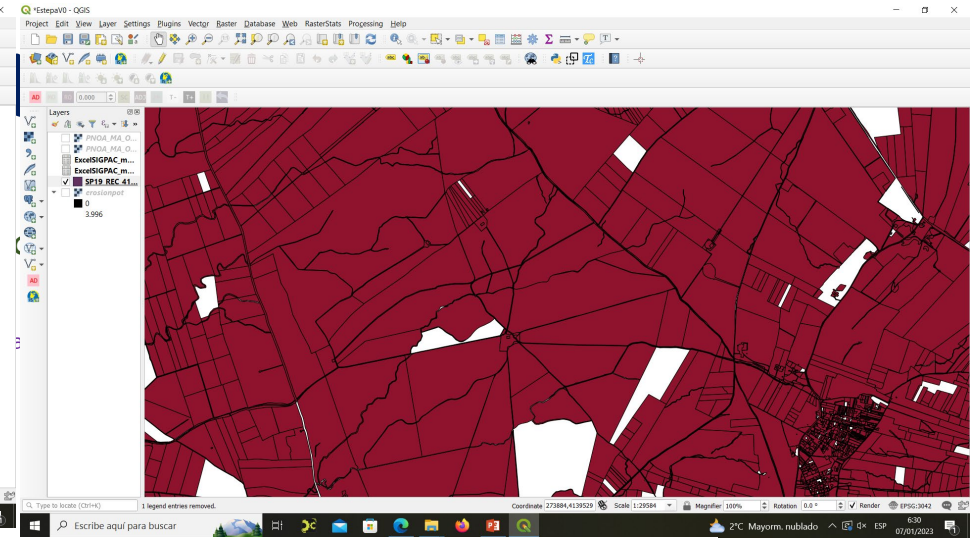 *EstepaV0 - QGIS
Project Edit View Layer Settings Plugins Vector Raster Database Web RasterStats Processing Help
AD 0.000
Layers
PNOA_MA_O...
PNOA_MA_O...
ExcelSIGPAC_m...
ExcelSIGPAC_m...
SP19_REC_41...
erosionpot
0
3.996
AD
Type to locate (Ctrl+K) 1 legend entries removed. Coordinate 273884,4139529 Scale 1:29584 Magnifier 100% Rotation 0.0 ° Render EPSG:3042
Escribe aquí para buscar 2°C Mayorm. nublado ESP 6:30
07/01/2023